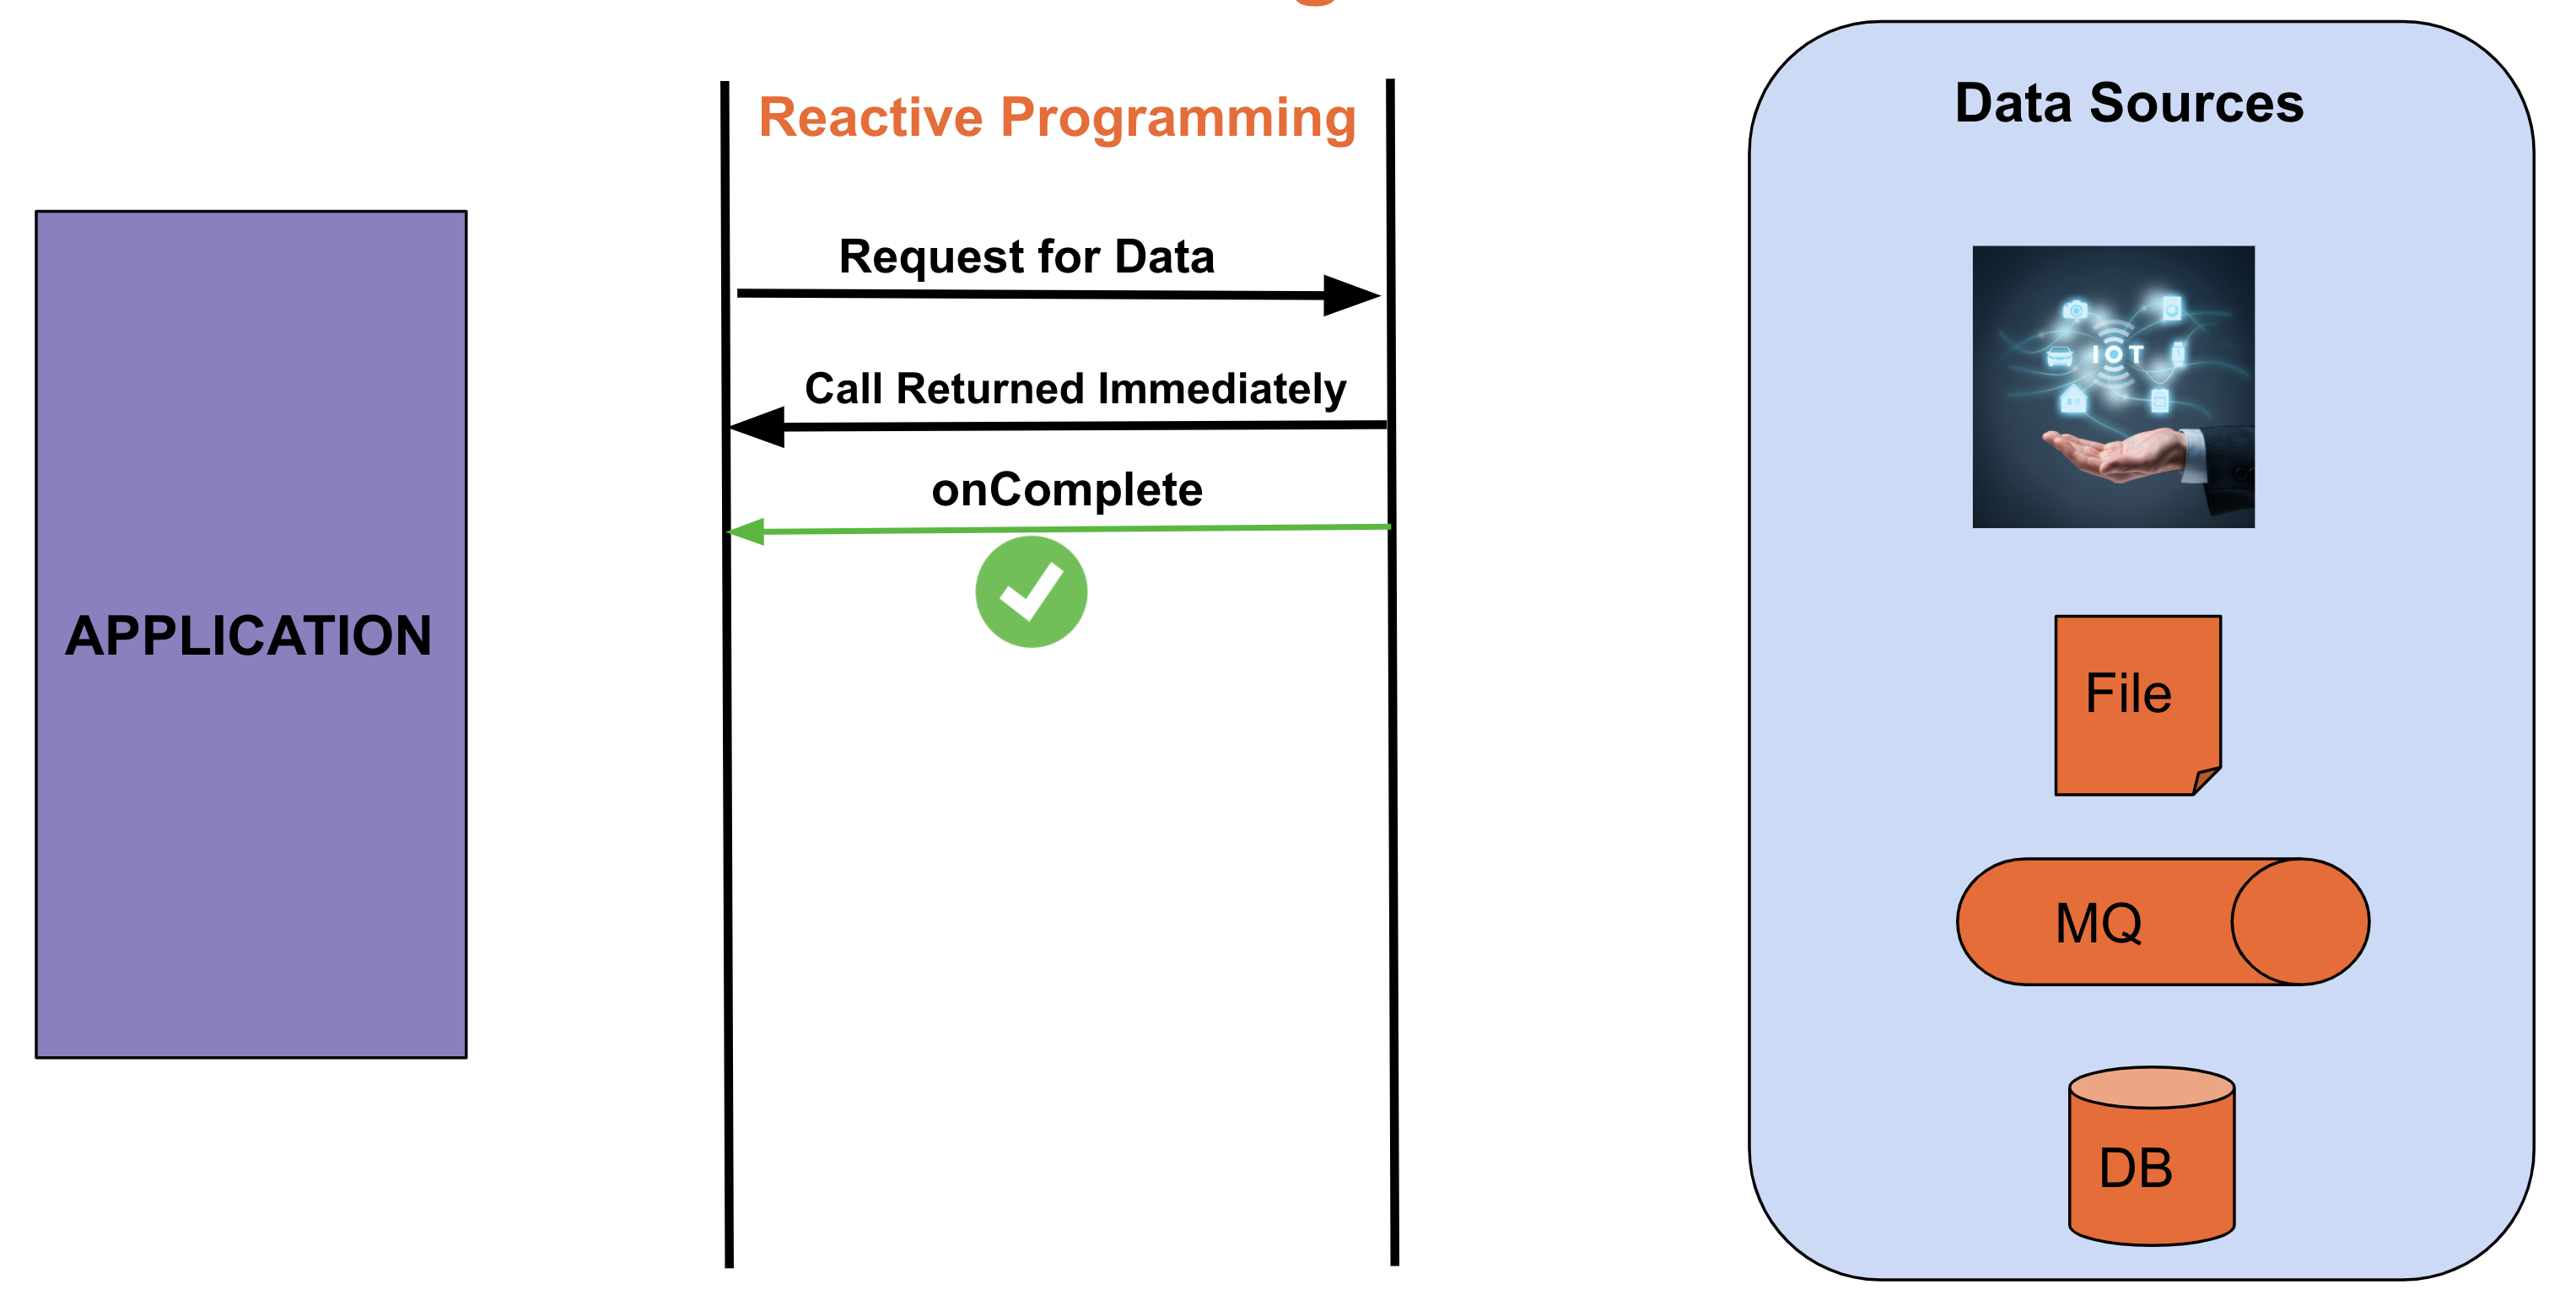 Reactive Programming
Data Sources
Request for Data
Call Returned Immediately
IOT
onComplete
APPLICATION
File
MQ
DB